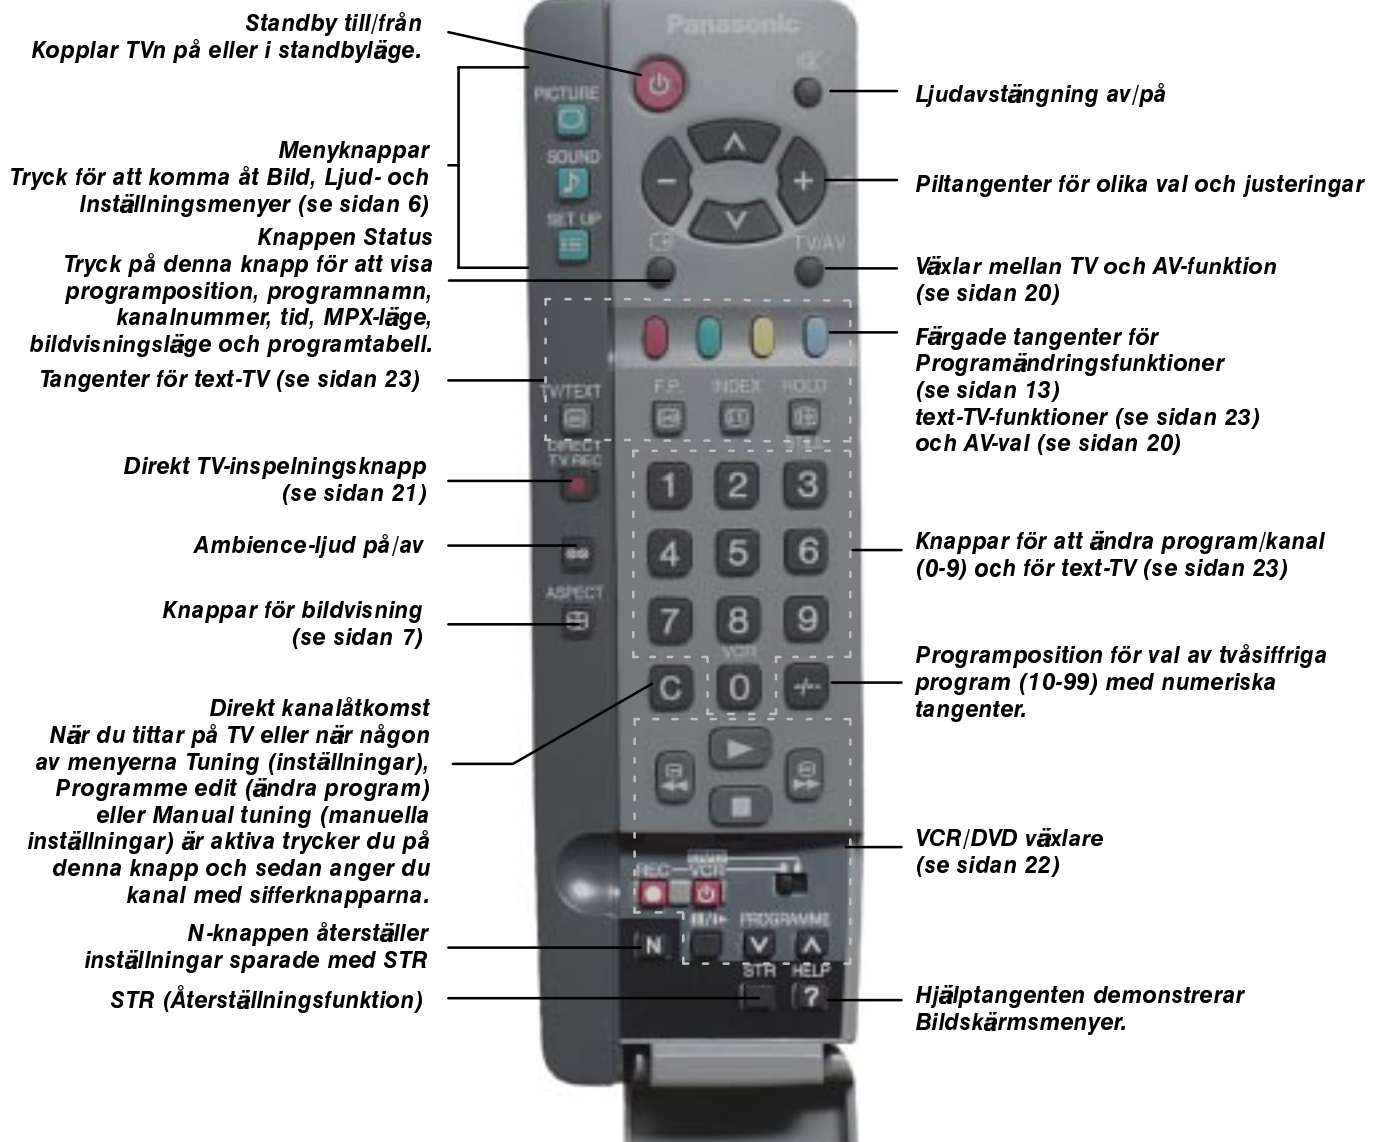 Standby till/från
Kopplar TVn på eller i standbyläge.
Menyknappar
Tryck för att komma åt Bild, Ljud- och
Inställningsmenyer (se sidan 6)
Knappen Status
Tryck på denna knapp för att visa
programposition, programnamn,
kanalnummer, tid, MPX-läge,
bildvisningsläge och programtabell.
Tangenter för text-TV (se sidan 23)
Direkt TV-inspelningsknapp
(se sidan 21)
Ambience-ljud på/av
Knappar för bildvisning
(se sidan 7)
Direkt kanalåtkomst
När du tittar på TV eller när någon
av menyerna Tuning (inställningar),
Programme edit (ändra program)
eller Manual tuning (manuella
inställningar) är aktiva trycker du på
denna knapp och sedan anger du
kanal med sifferknapparna.
N-knappen återställer
inställningar sparade med STR
STR (Återställningsfunktion)
Panasonic
PICTURE
SOUND
SET UP
TV/AV
TV/TEXT
F.P.
INDEX
HOLD
DIRECT
TV REC
1
2
3
4
5
6
ASPECT
7
8
9
VCR
C
0
-/--
REC
VCR
PROGRAMME
N
STR
HELP
?
Ljudavstängning av/på
Piltangenter för olika val och justeringar
Växlar mellan TV och AV-funktion
(se sidan 20)
Färgade tangenter för
Programändringsfunktioner
(se sidan 13)
text-TV-funktioner (se sidan 23)
och AV-val (se sidan 20)
Knappar för att ändra program/kanal
(0-9) och för text-TV (se sidan 23)
Programposition för val av tvåsiffriga
program (10-99) med numeriska
tangenter.
VCR/DVD växlare
(se sidan 22)
Hjälptangenten demonstrerar
Bildskärmsmenyer.